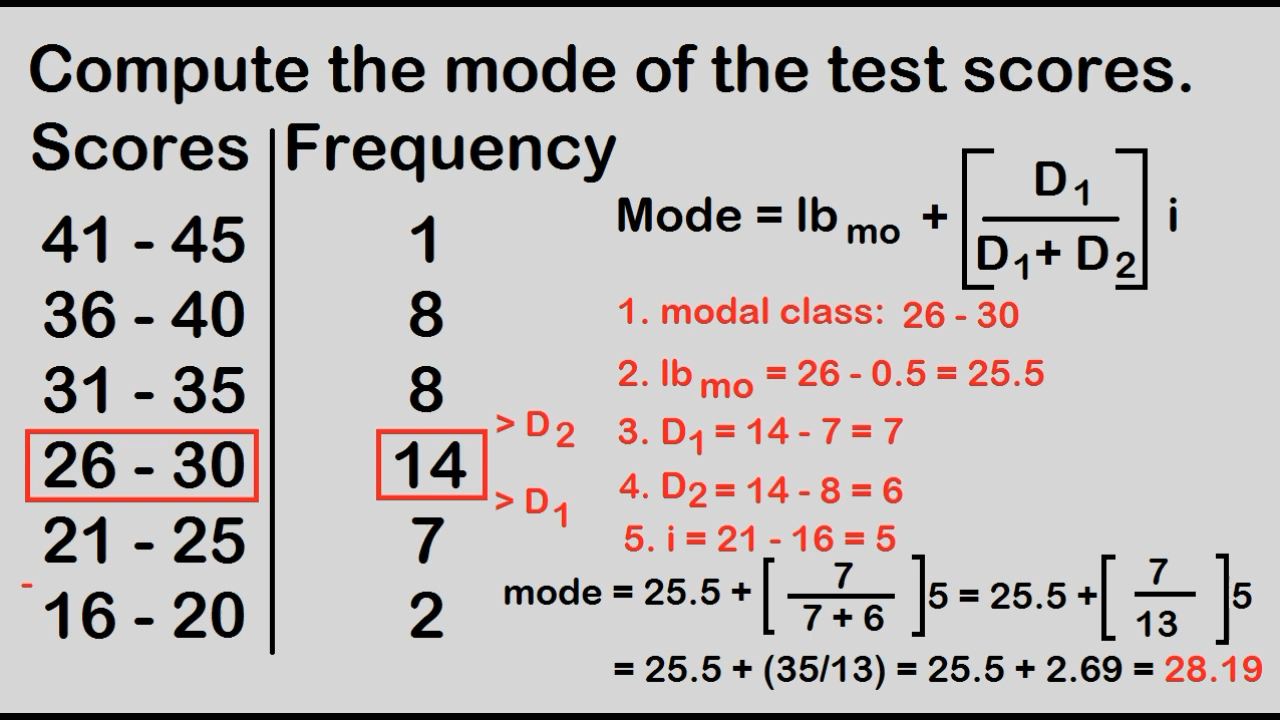 Compute the mode of the test scores.
Scores Frequency
41 - 45 1
36 - 40 8
31 - 35 8
26 - 30 14
21 - 25 7
- 16 - 20 2
> D2
> D1
Mode = lb mo + [ D1 / D1 + D2 ] i
1. modal class: 26 - 30
2. lb mo = 26 - 0.5 = 25.5
3. D1 = 14 - 7 = 7
4. D2 = 14 - 8 = 6
5. i = 21 - 16 = 5
mode = 25.5 + [ 7 / 7 + 6 ] 5 = 25.5 + [ 7 / 13 ] 5
= 25.5 + (35/13) = 25.5 + 2.69 = 28.19